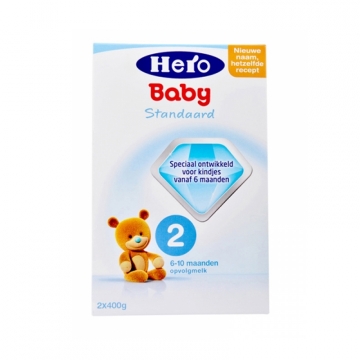 Hero
Nieuwe
naam,
hetzelfde
recept
Baby
Standaard
Speciaal ontwikkeld
voor kindjes
vanaf 6 maanden
2
6-10 maanden
opvolgmelk
2x400g